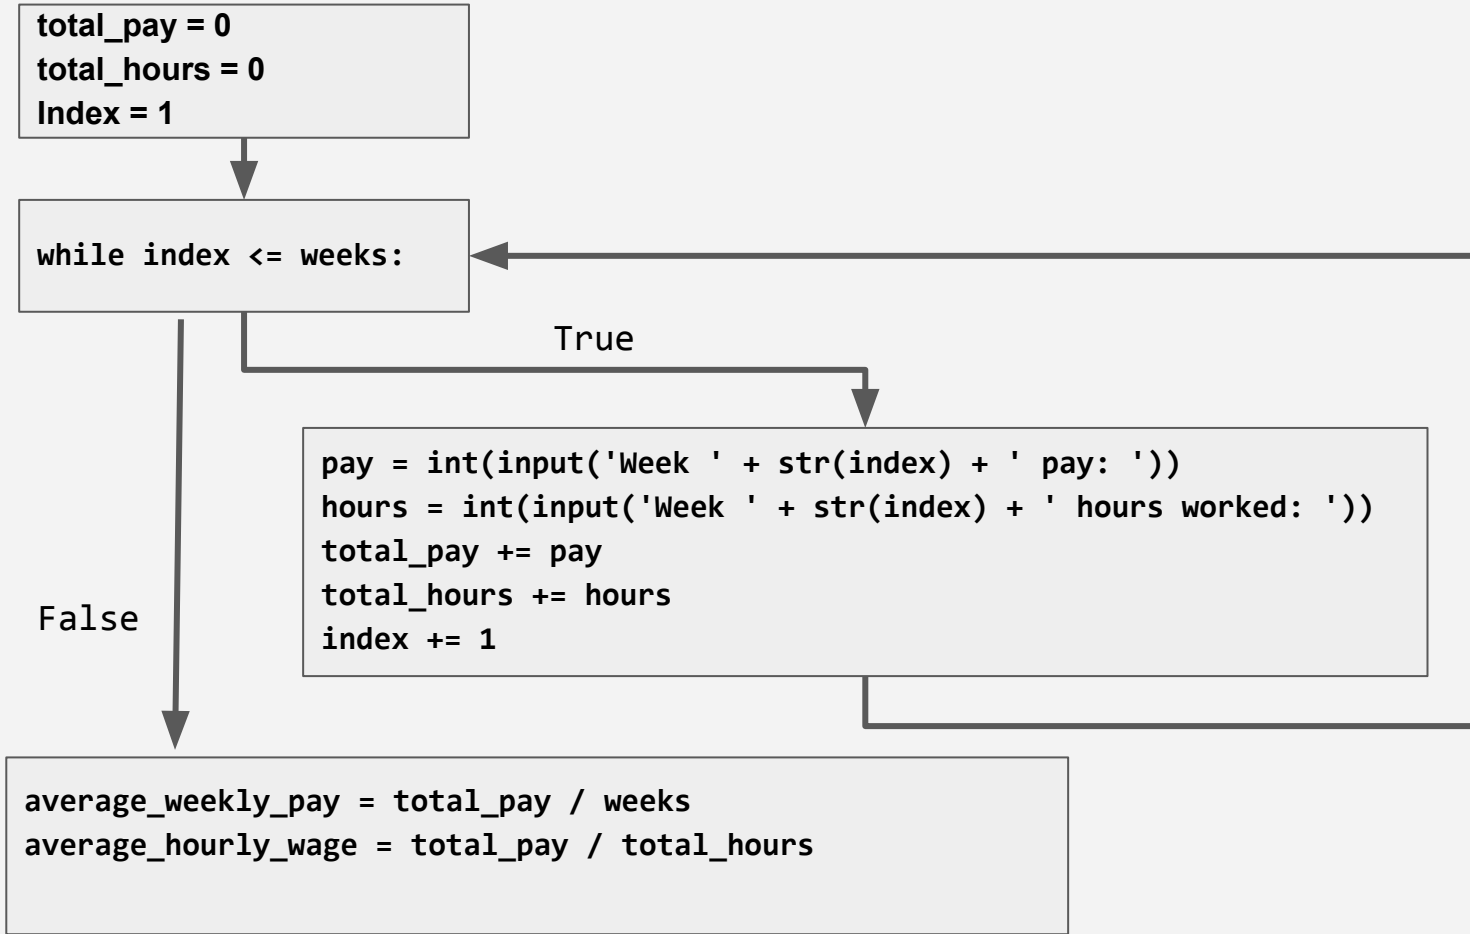 total_pay = 0
total_hours = 0
Index = 1
while index <= weeks:
True
pay = int(input('Week ' + str(index) + ' pay: '))
hours = int(input('Week ' + str(index) + ' hours worked: '))
total_pay += pay
total_hours += hours
index += 1
False
average_weekly_pay = total_pay / weeks
average_hourly_wage = total_pay / total_hours